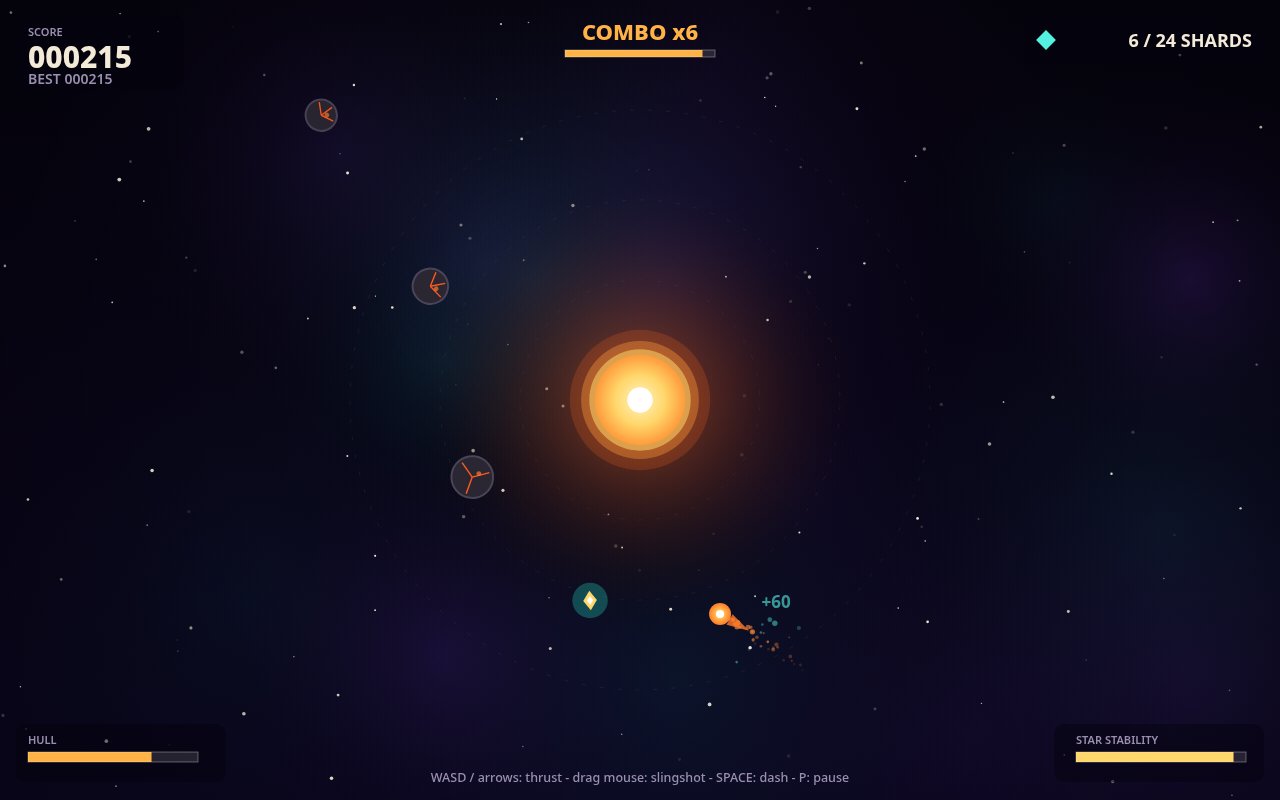 SCORE
000215
BEST 000215
COMBO x6
6 / 24 SHARDS
+60
HULL
STAR STABILITY
WASD / arrows: thrust - drag mouse: slingshot - SPACE: dash - P: pause